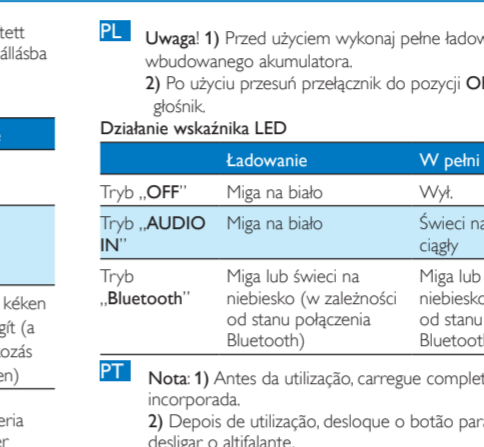 tett
állásba
kéken
gít (a
ozás
en)
eria
PL Uwaga! 1) Przed użyciem wykonaj pełne
wbudowanego akumulatora.
2) Po użyciu przesuń przełącznik do pozycji
głośnik.
Działanie wskaźnika LED
Ładowanie W pełni
Tryb „OFF” Miga na biało Wył.
Tryb „AUDIO Miga na biało Świeci na
IN” ciągły
Tryb Miga lub świeci na Miga lub
„Bluetooth” niebiesko (w zależności niebiesko
od stanu połączenia od stanu
Bluetooth) Bluetooth
PT Nota: 1) Antes da utilização, carregue
incorporada.
2) Depois de utilização, desloque o botão para
desligar o altifalante.